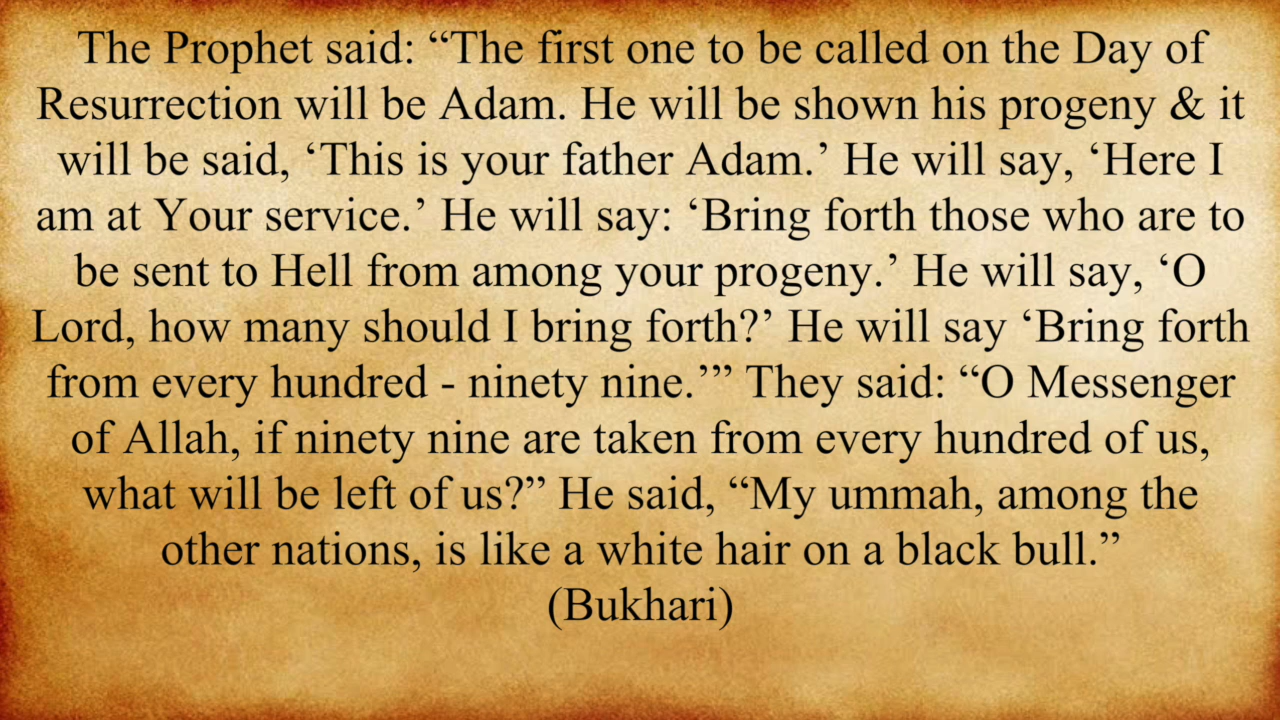 The Prophet said: “The first one to be called on the Day of
Resurrection will be Adam. He will be shown his progeny & it
will be said, ‘This is your father Adam.’ He will say, ‘Here I
am at Your service.’ He will say: ‘Bring forth those who are to
be sent to Hell from among your progeny.’ He will say, ‘O
Lord, how many should I bring forth?’ He will say ‘Bring forth
from every hundred - ninety nine.’” They said: “O Messenger
of Allah, if ninety nine are taken from every hundred of us,
what will be left of us?” He said, “My ummah, among the
other nations, is like a white hair on a black bull.”
(Bukhari)